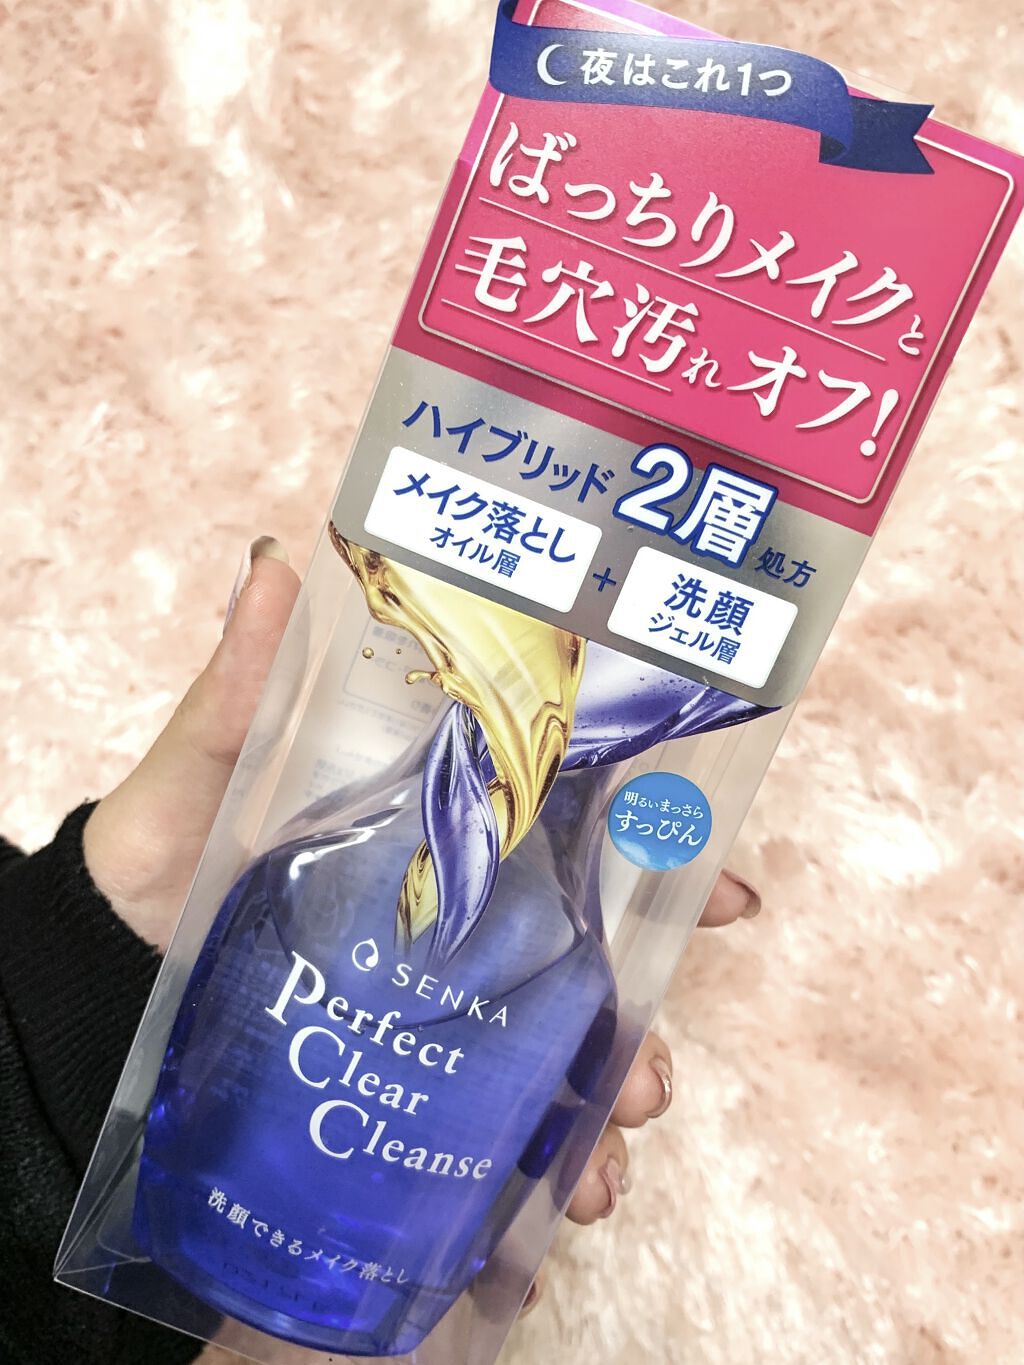 夜はこれ1つ
ばっちりメイクと
毛穴汚れオフ!
ハイブリッド2層処方
メイク落とし
オイル層
+
洗顔
ジェル層
明るいまっさら
すっぴん
SENKA
Perfect
Clear
Cleanse
洗顔できるメイク落とし